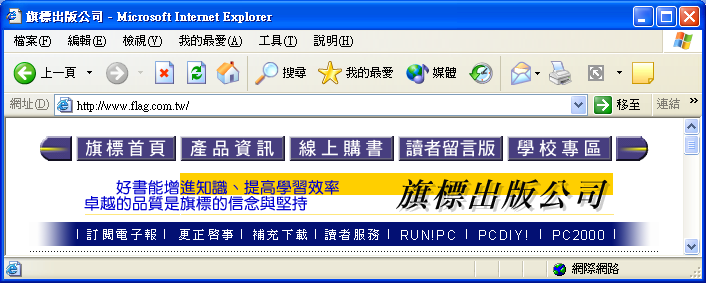 旗標出版公司 - Microsoft Internet Explorer
檔案(F) 編輯(E) 檢視(V) 我的最愛(A) 工具(T) 說明(H)
上一頁 搜尋 我的最愛 媒體
網址(D) http://www.flag.com.tw/ 移至 連結 »
旗標首頁 產品資訊 線上購書 讀者留言版 學校專區
好書能增進知識、提高學習效率
卓越的品質是旗標的信念與堅持
旗標出版公司
| 訂閱電子報 | 更正啓事 | 補充下載 | 讀者服務 | RUN!PC | PCDIY! | PC2000 |
網際網路